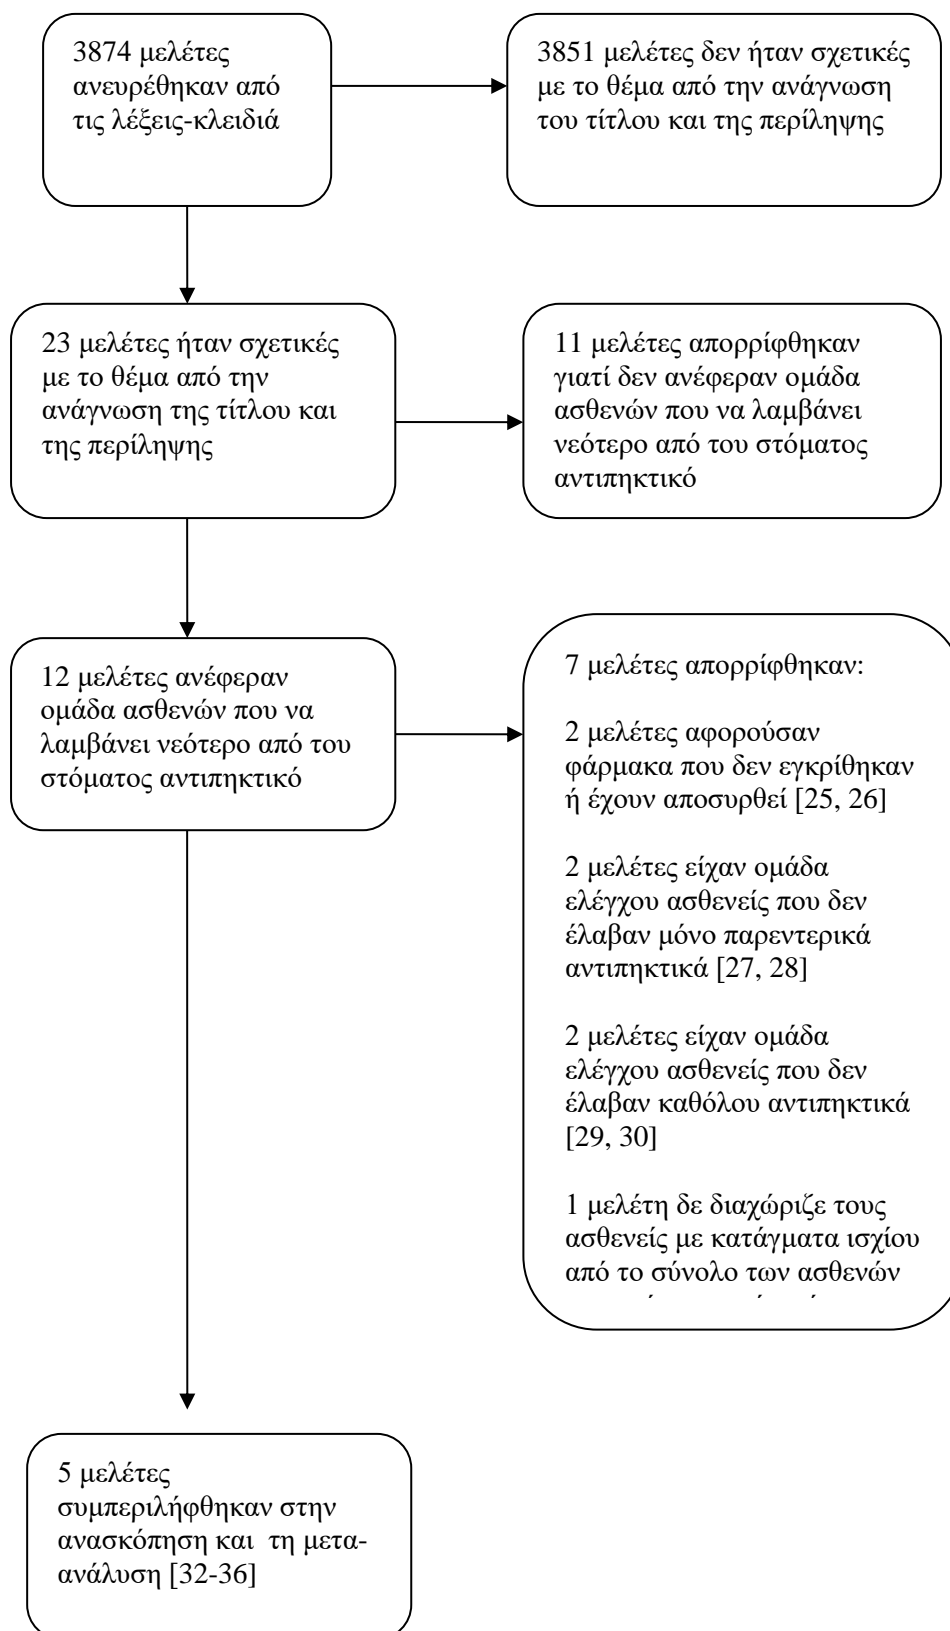 3874 μελέτες
ανευρέθηκαν από
τις λέξεις-κλειδιά
3851 μελέτες δεν ήταν σχετικές
με το θέμα από την ανάγνωση
του τίτλου και της περίληψης
23 μελέτες ήταν σχετικές
με το θέμα από την
ανάγνωση της τίτλου και
της περίληψης
11 μελέτες απορρίφθηκαν
γιατί δεν ανέφεραν ομάδα
ασθενών που να λαμβάνει
νεότερο από του στόματος
αντιπηκτικό
12 μελέτες ανέφεραν
ομάδα ασθενών που να
λαμβάνει νεότερο από του
στόματος αντιπηκτικό
7 μελέτες απορρίφθηκαν:
2 μελέτες αφορούσαν
φάρμακα που δεν εγκρίθηκαν
ή έχουν αποσυρθεί [25, 26]
2 μελέτες είχαν ομάδα
ελέγχου ασθενείς που δεν
έλαβαν μόνο παρεντερικά
αντιπηκτικά [27, 28]
2 μελέτες είχαν ομάδα
ελέγχου ασθενείς που δεν
έλαβαν καθόλου αντιπηκτικά
[29, 30]
1 μελέτη δε διαχώριζε τους
ασθενείς με κατάγματα ισχίου
από το σύνολο των ασθενών
5 μελέτες
συμπεριλήφθηκαν στην
ανασκόπηση και τη μετα-
ανάλυση [32-36]